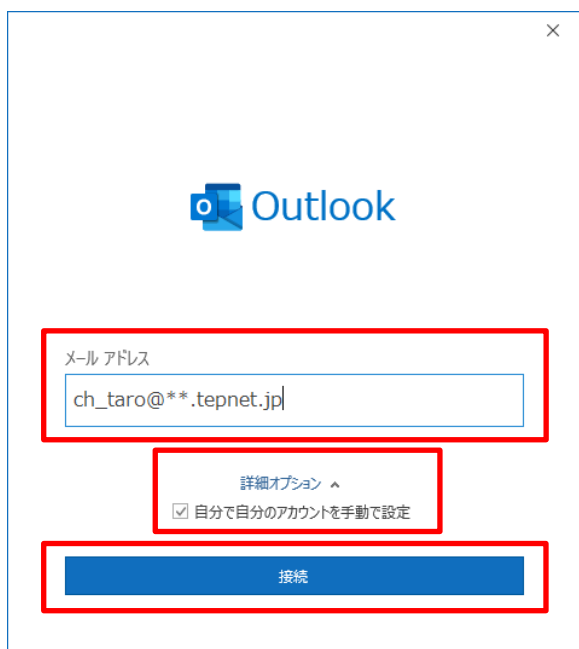 Outlook
メール アドレス
ch_taro@**.tepnet.jp
詳細オプション
自分で自分のアカウントを手動で設定
接続